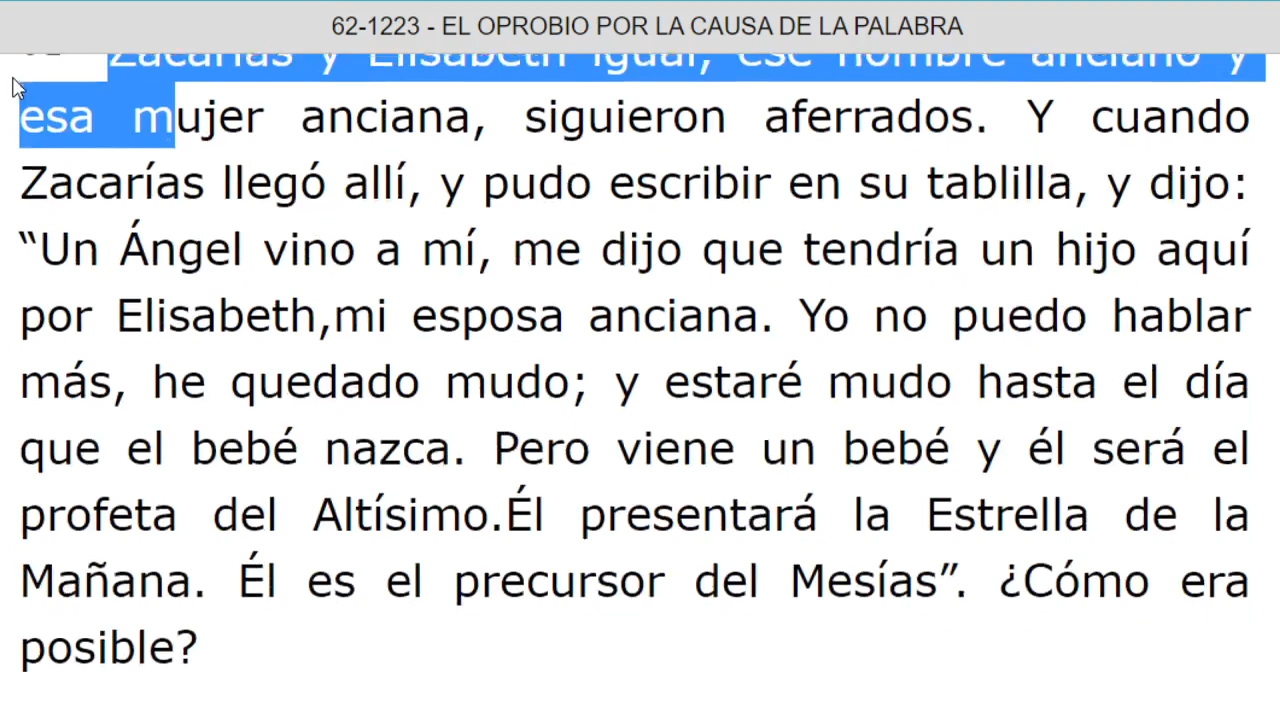 62-1223 - EL OPROBIO POR LA CAUSA DE LA PALABRA
Zacarías y Elisabeth igual, ese hombre anciano y
esa mujer anciana, siguieron aferrados. Y cuando
Zacarías llegó allí, y pudo escribir en su tablilla, y dijo:
“Un Ángel vino a mí, me dijo que tendría un hijo aquí
por Elisabeth,mi esposa anciana. Yo no puedo hablar
más, he quedado mudo; y estaré mudo hasta el día
que el bebé nazca. Pero viene un bebé y él será el
profeta del Altísimo.Él presentará la Estrella de la
Mañana. Él es el precursor del Mesías”. ¿Cómo era
posible?